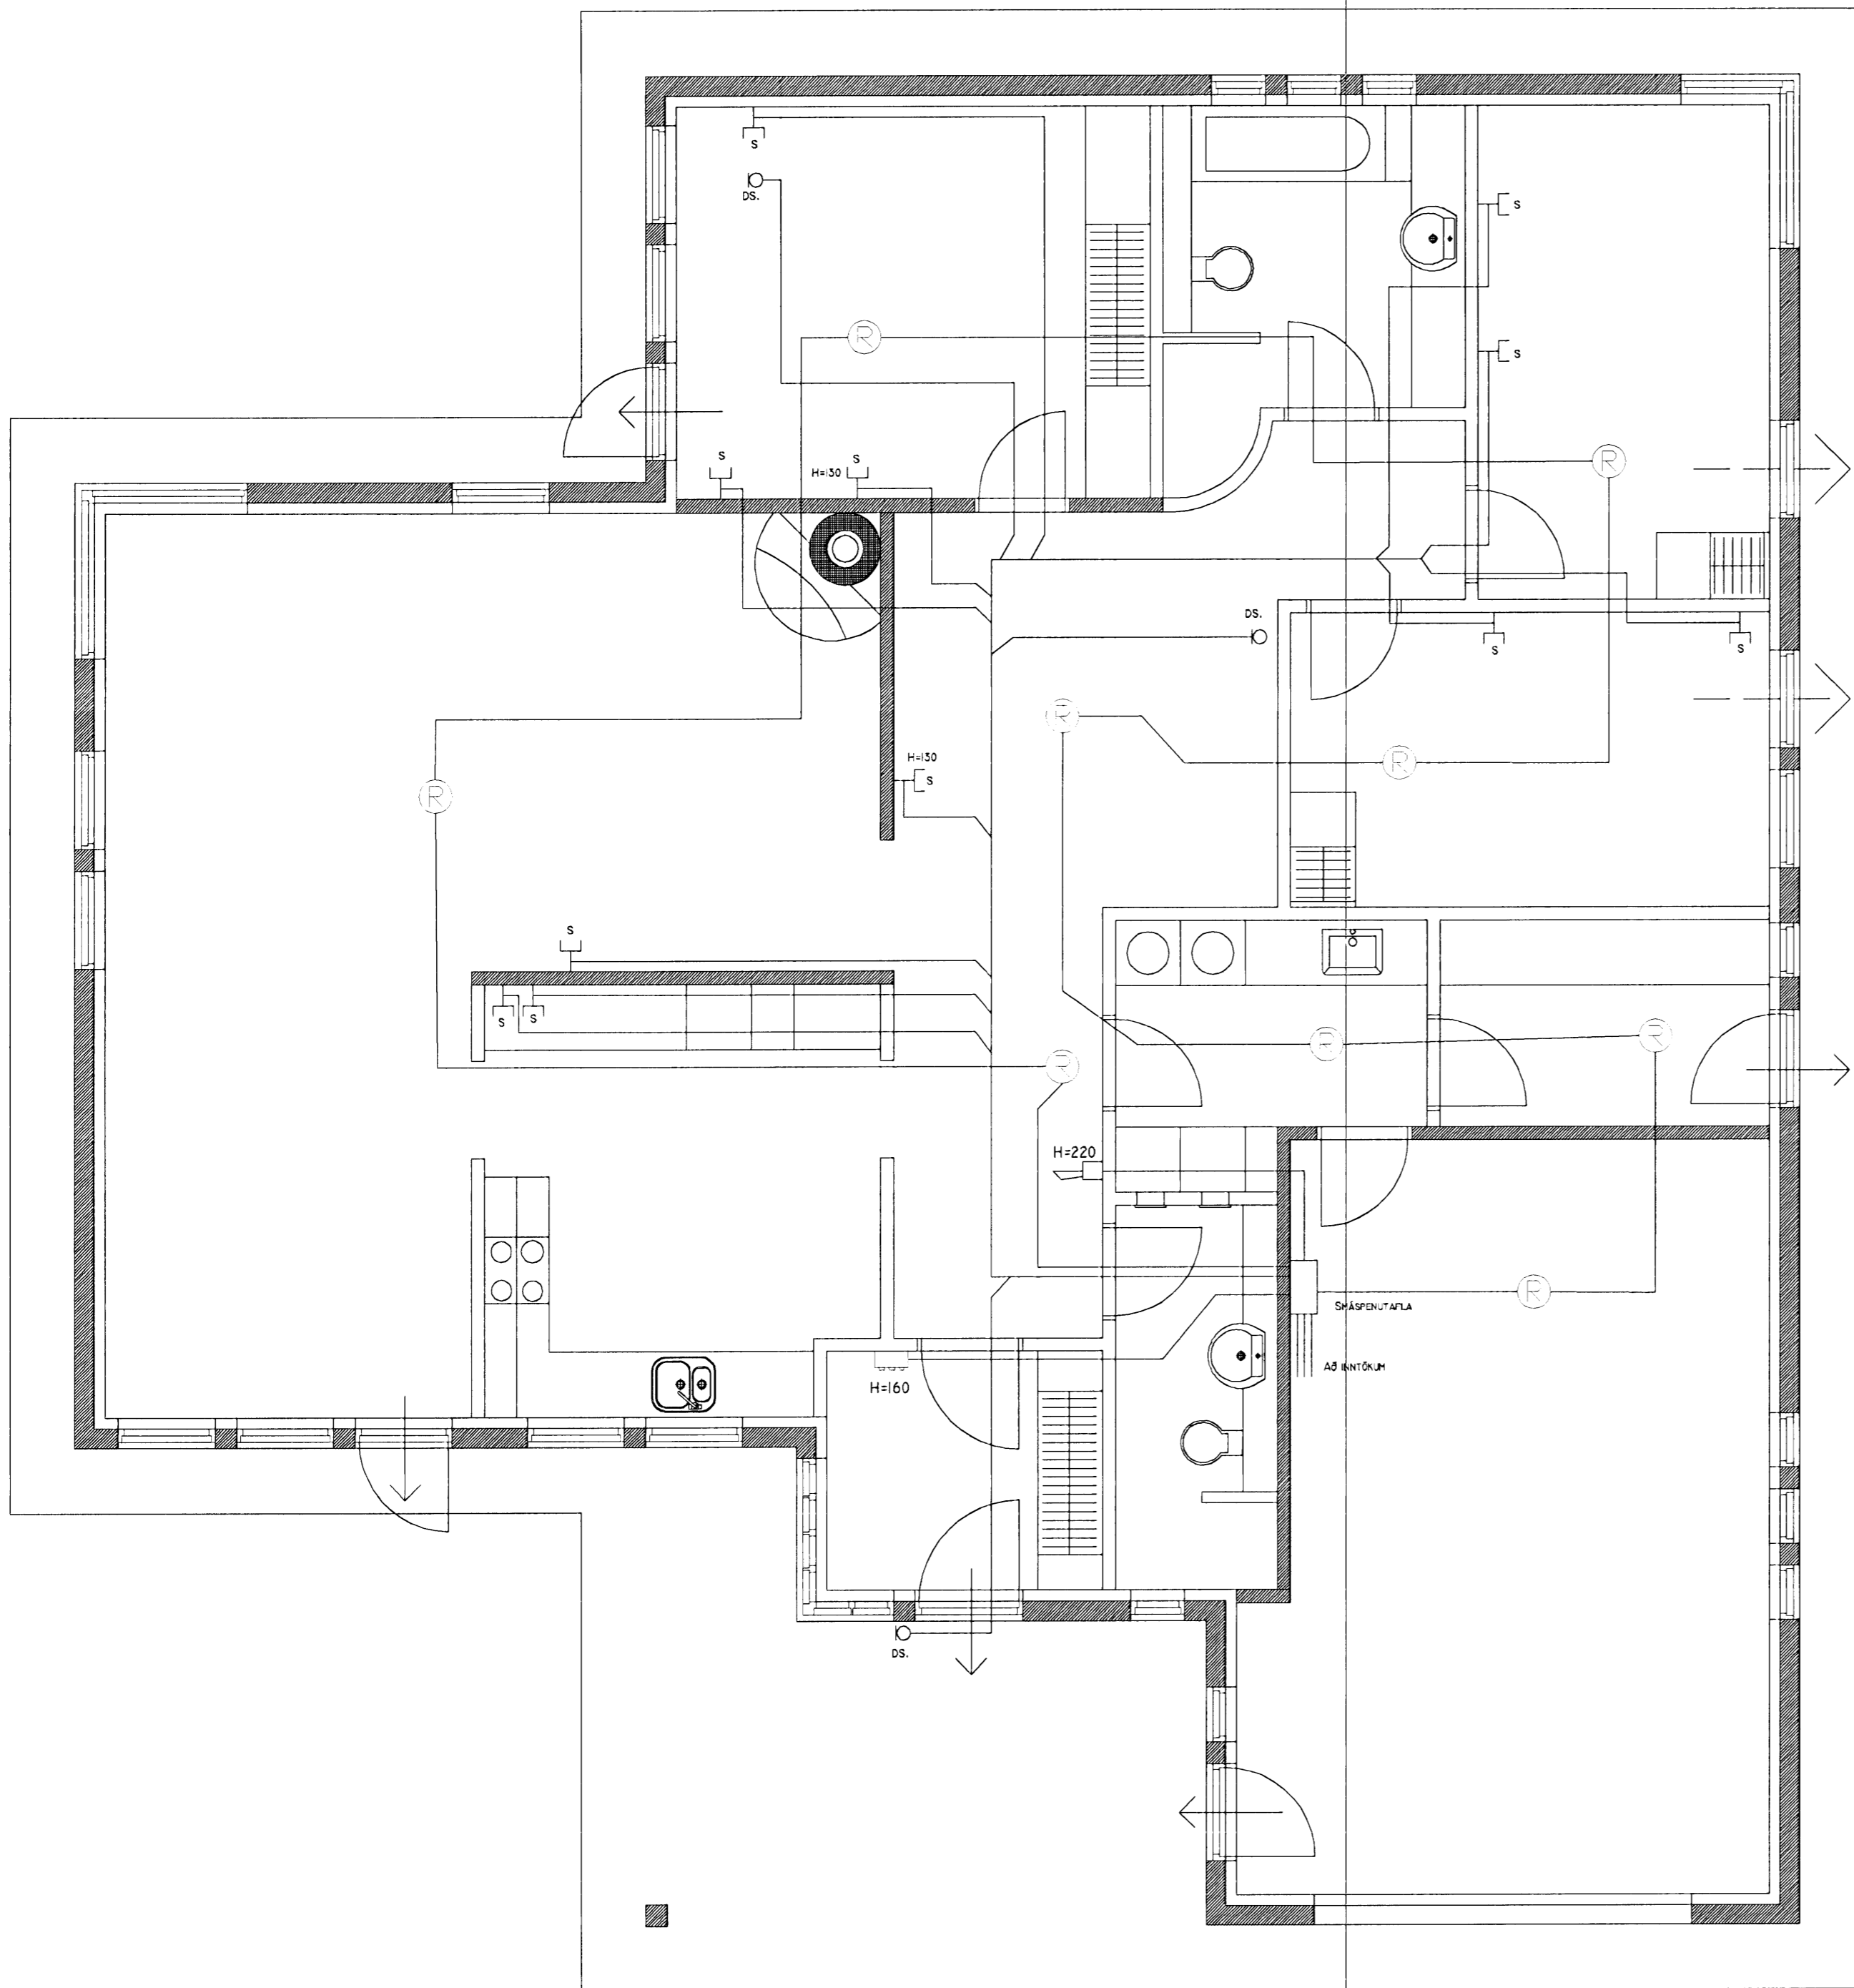 S
DS.
S
R
S
S
H=130
S
R
DS.
S
S
R
H=130
S
R
R
S
S
S
R
R
R
H=220
R
SMÁSPENUTAFLA
AÐ INNTÖKUM
H=160
DS.